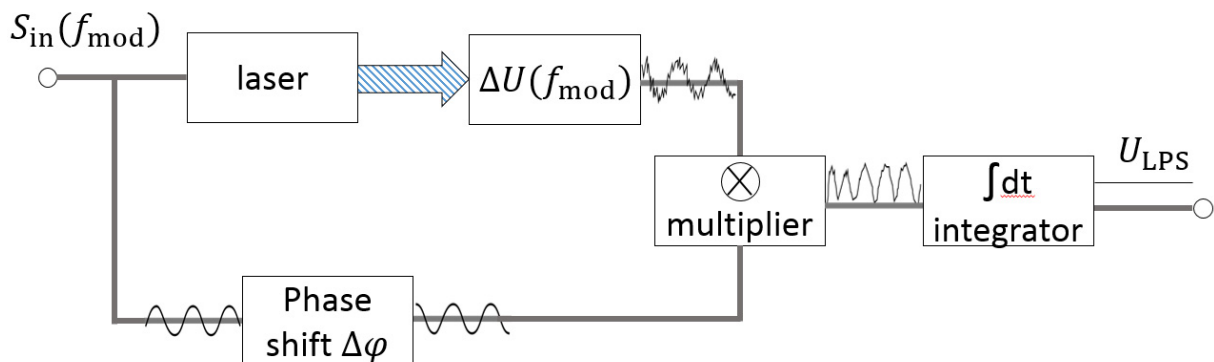 S_in(f_mod)
laser
ΔU(f_mod)
U_LPS
⊗
multiplier
∫dt
integrator
Phase
shift Δφ